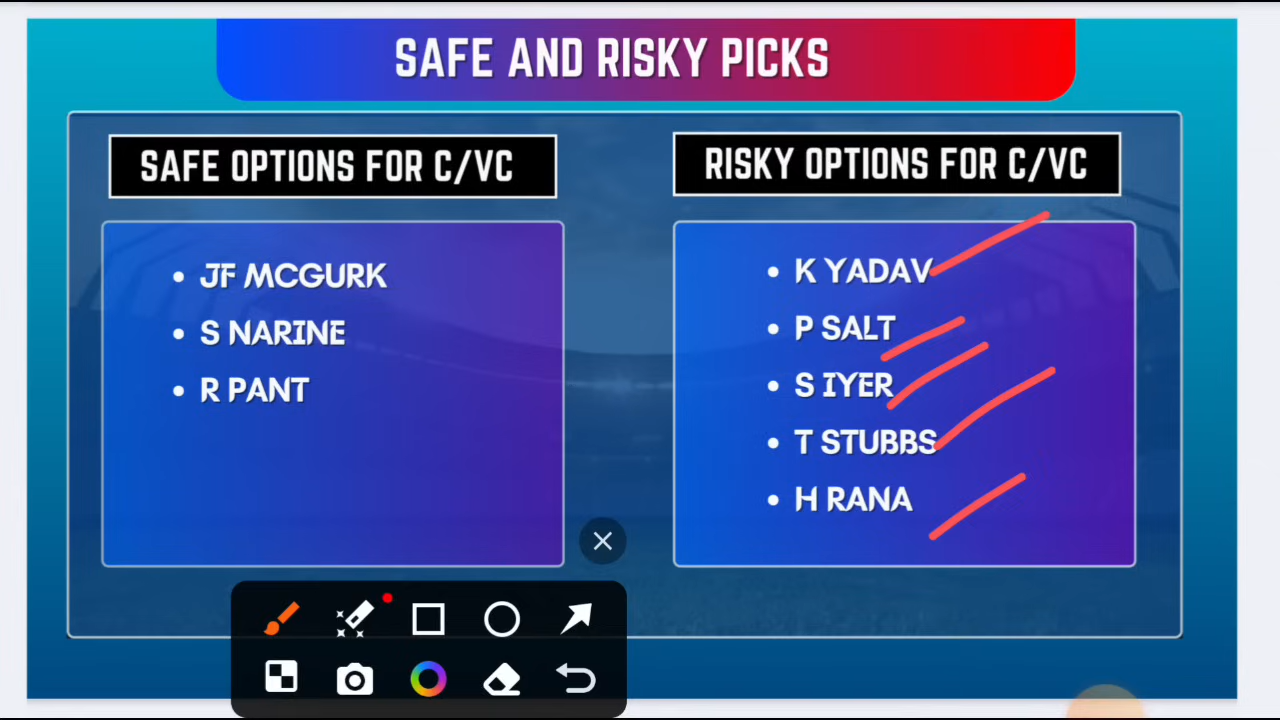 SAFE AND RISKY PICKS
SAFE OPTIONS FOR C/VC
JF MCGURK
S NARINE
R PANT
RISKY OPTIONS FOR C/VC
K YADAV
P SALT
S IYER
T STUBBS
H RANA